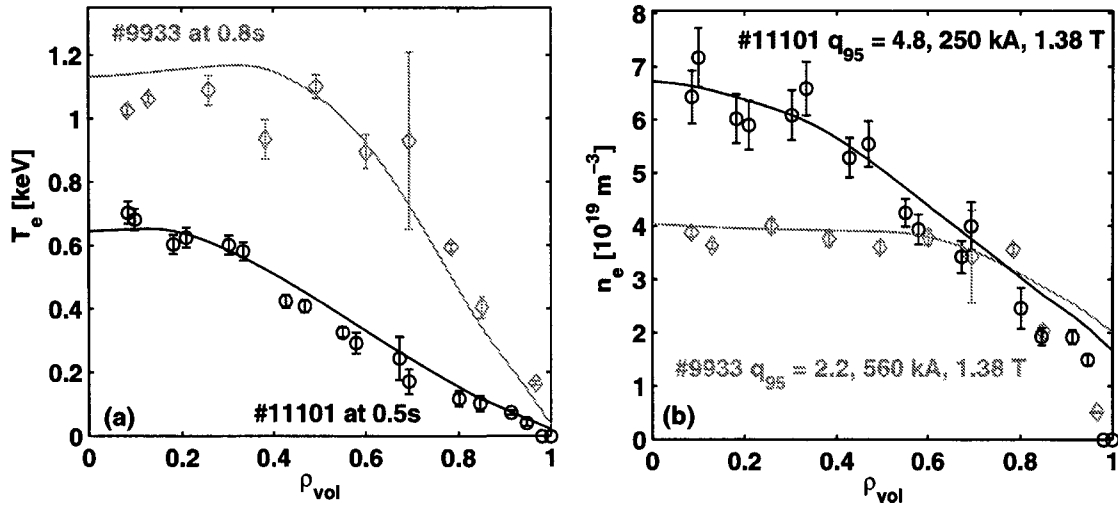 #9933 at 0.8s
1.2
1
0.8
0.6
0.4
0.2
0
T_e [keV]
(a)
#11101 at 0.5s
0 0.2 0.4 0.6 0.8 1
ρ_vol
#11101 q_95 = 4.8, 250 kA, 1.38 T
8
7
6
5
4
3
2
1
0
n_e [10^19 m^-3]
#9933 q_95 = 2.2, 560 kA, 1.38 T
(b)
0 0.2 0.4 0.6 0.8 1
ρ_vol